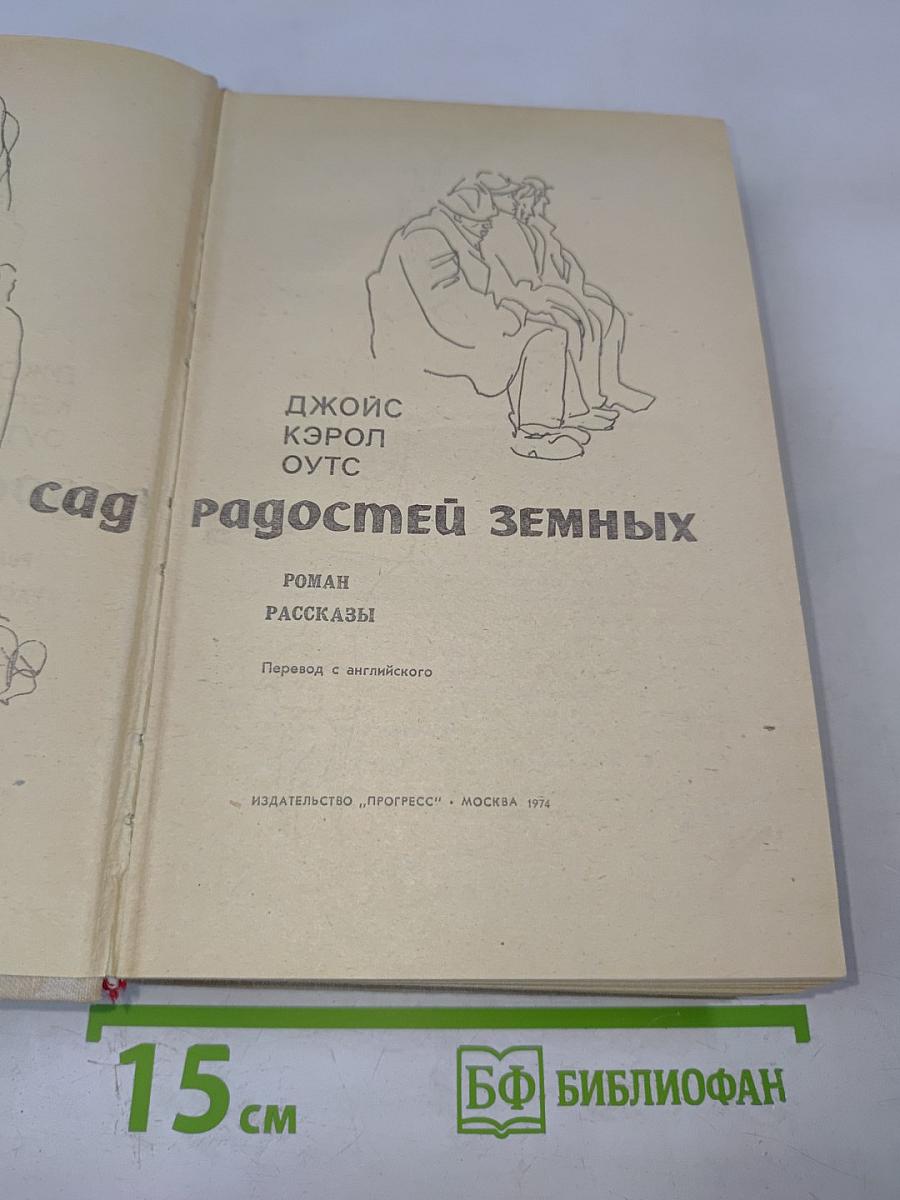 ДЖОЙС
КЭРОЛ
ОУТС
сад радостей земных
РОМАН
РАССКАЗЫ
Перевод с английского
ИЗДАТЕЛЬСТВО „ПРОГРЕСС“ • МОСКВА 1974
15 см
БФ БИБЛИОФАН